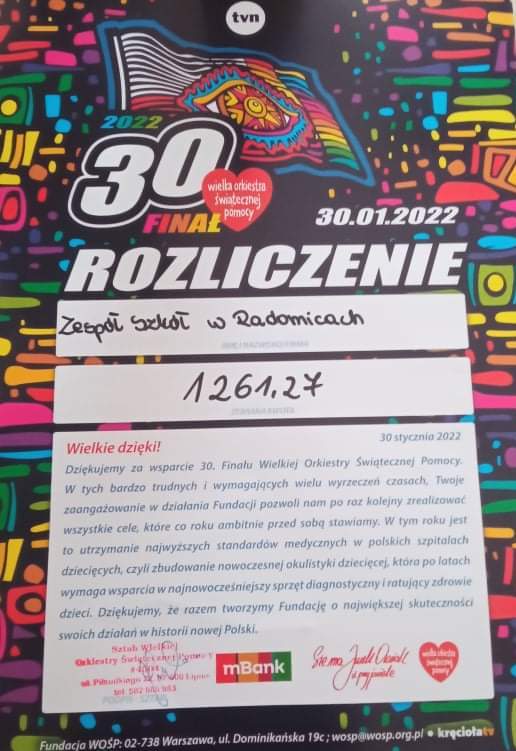 tvn
2022
30
FINAŁ
wielka orkiestra
świątecznej
pomocy
30.01.2022
ROZLICZENIE
Zespół Szkół w Radomicach
1261,27
Wielkie dzięki!
30 stycznia 2022
Dziękujemy za wsparcie 30. Finału Wielkiej Orkiestry Świątecznej Pomocy.
W tych bardzo trudnych i wymagających wielu wyrzeczeń czasach, Twoje
zaangażowanie w działania Fundacji pozwoli nam po raz kolejny zrealizować
wszystkie cele, które co roku ambitnie przed sobą stawiamy. W tym roku jest
to utrzymanie najwyższych standardów medycznych w polskich szpitalach
dziecięcych, czyli zbudowanie nowoczesnej okulistyki dziecięcej, która po latach
wymaga wsparcia w najnowocześniejszy sprzęt diagnostyczny i ratujący zdrowie
dzieci. Dziękujemy, że razem tworzymy Fundację o największej skuteczności
swoich działań w historii nowej Polski.
Sztab Wielkiej
Orkiestry Świątecznej Pomocy
PODPIS SZTABU
mBank
Sie ma Jurek Owsiak
i przyjaciele
wielka orkiestra
świątecznej
pomocy
Fundacja WOŚP: 02-738 Warszawa, ul. Dominikańska 19c ; wosp@wosp.org.pl • kręciołatv